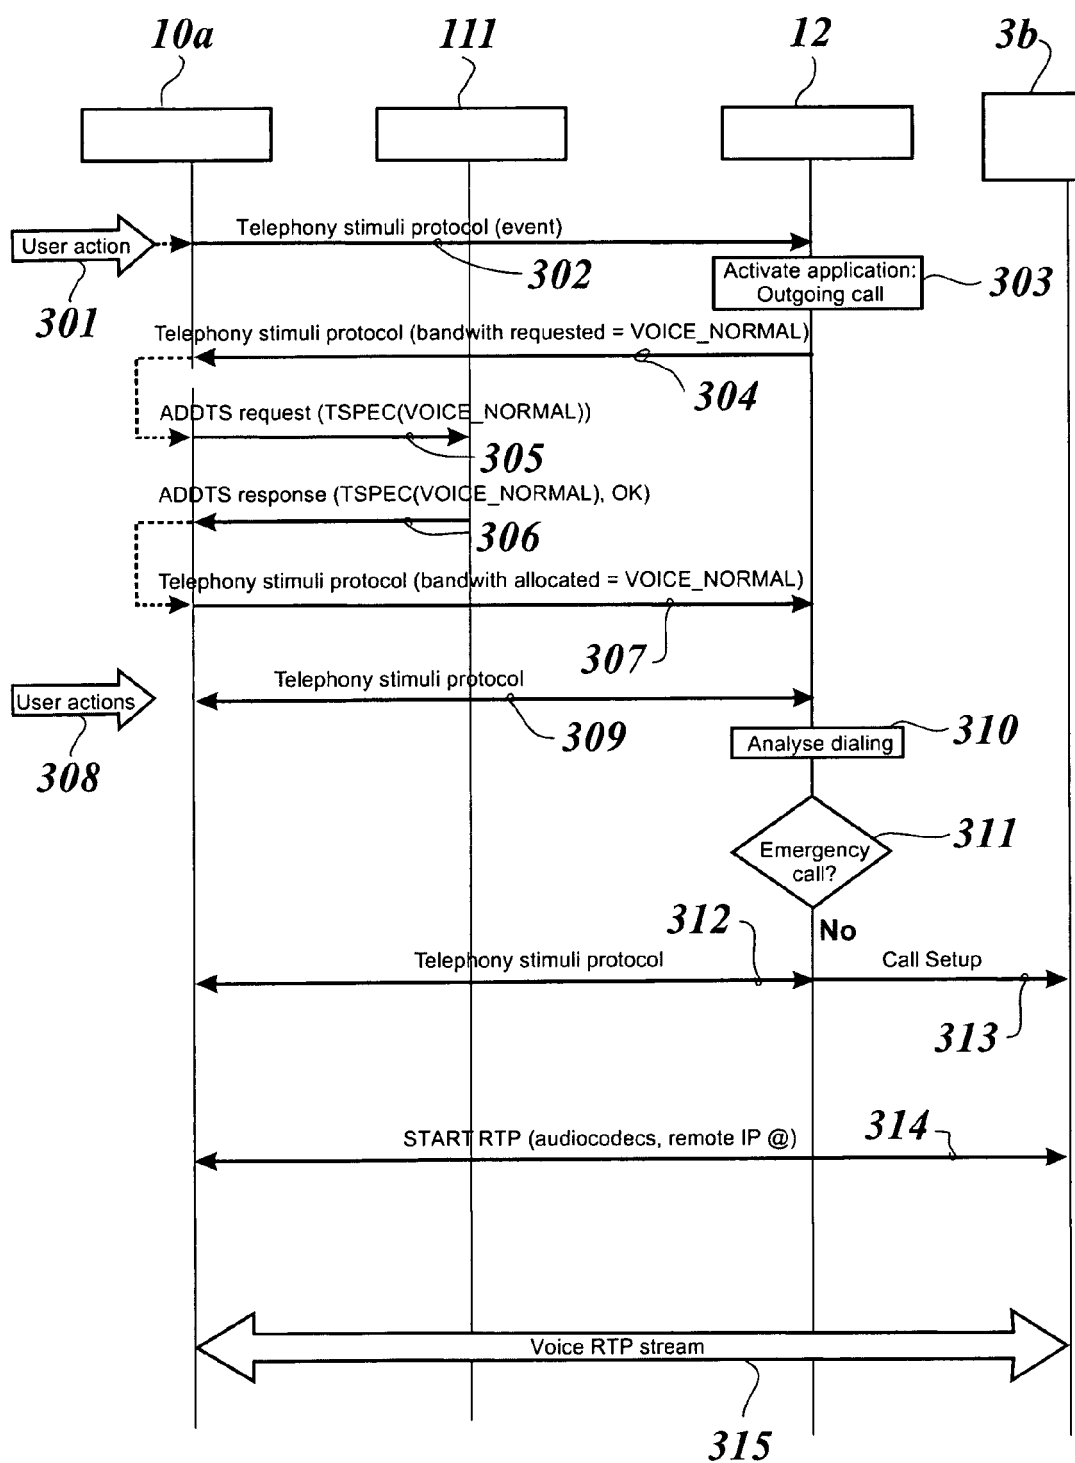 10a
111
12
3b
Telephony stimuli protocol (event)
User action
301
302
Activate application:
Outgoing call
303
Telephony stimuli protocol (bandwith requested = VOICE_NORMAL)
304
ADDTS request (TSPEC(VOICE_NORMAL))
305
ADDTS response (TSPEC(VOICE_NORMAL), OK)
306
Telephony stimuli protocol (bandwith allocated = VOICE_NORMAL)
307
User actions
308
Telephony stimuli protocol
309
Analyse dialing
310
Emergency
call?
311
No
312
Telephony stimuli protocol
Call Setup
313
START RTP (audiocodecs, remote IP @)
314
Voice RTP stream
315